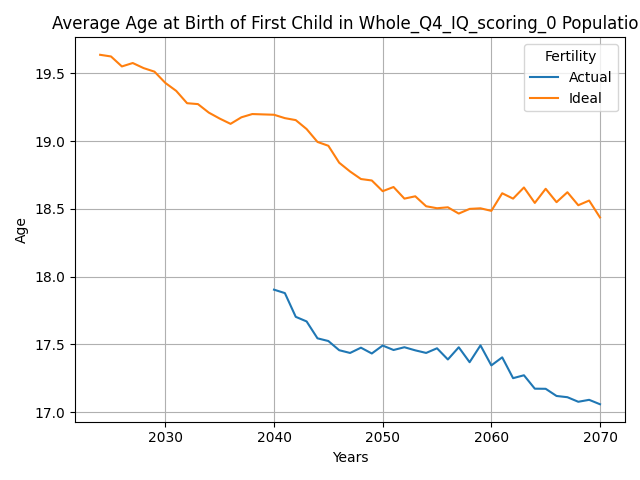 Average Age at Birth of First Child in Whole_Q4_IQ_scoring_0 Populatio
Fertility
Actual
Ideal
19.5
19.0
18.5
18.0
17.5
17.0
Age
2030 2040 2050 2060 2070
Years